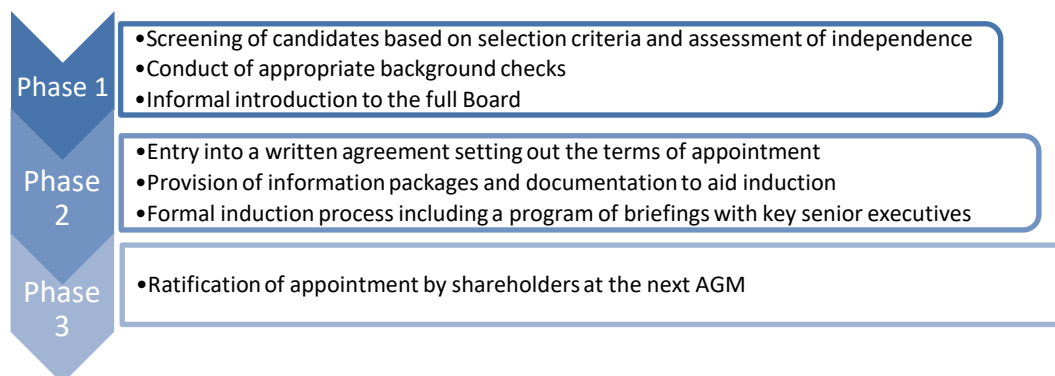 Phase 1
•Screening of candidates based on selection criteria and assessment of independence
•Conduct of appropriate background checks
•Informal introduction to the full Board
Phase
2
•Entry into a written agreement setting out the terms of appointment
•Provision of information packages and documentation to aid induction
•Formal induction process including a program of briefings with key senior executives
Phase
3
•Ratification of appointment by shareholders at the next AGM